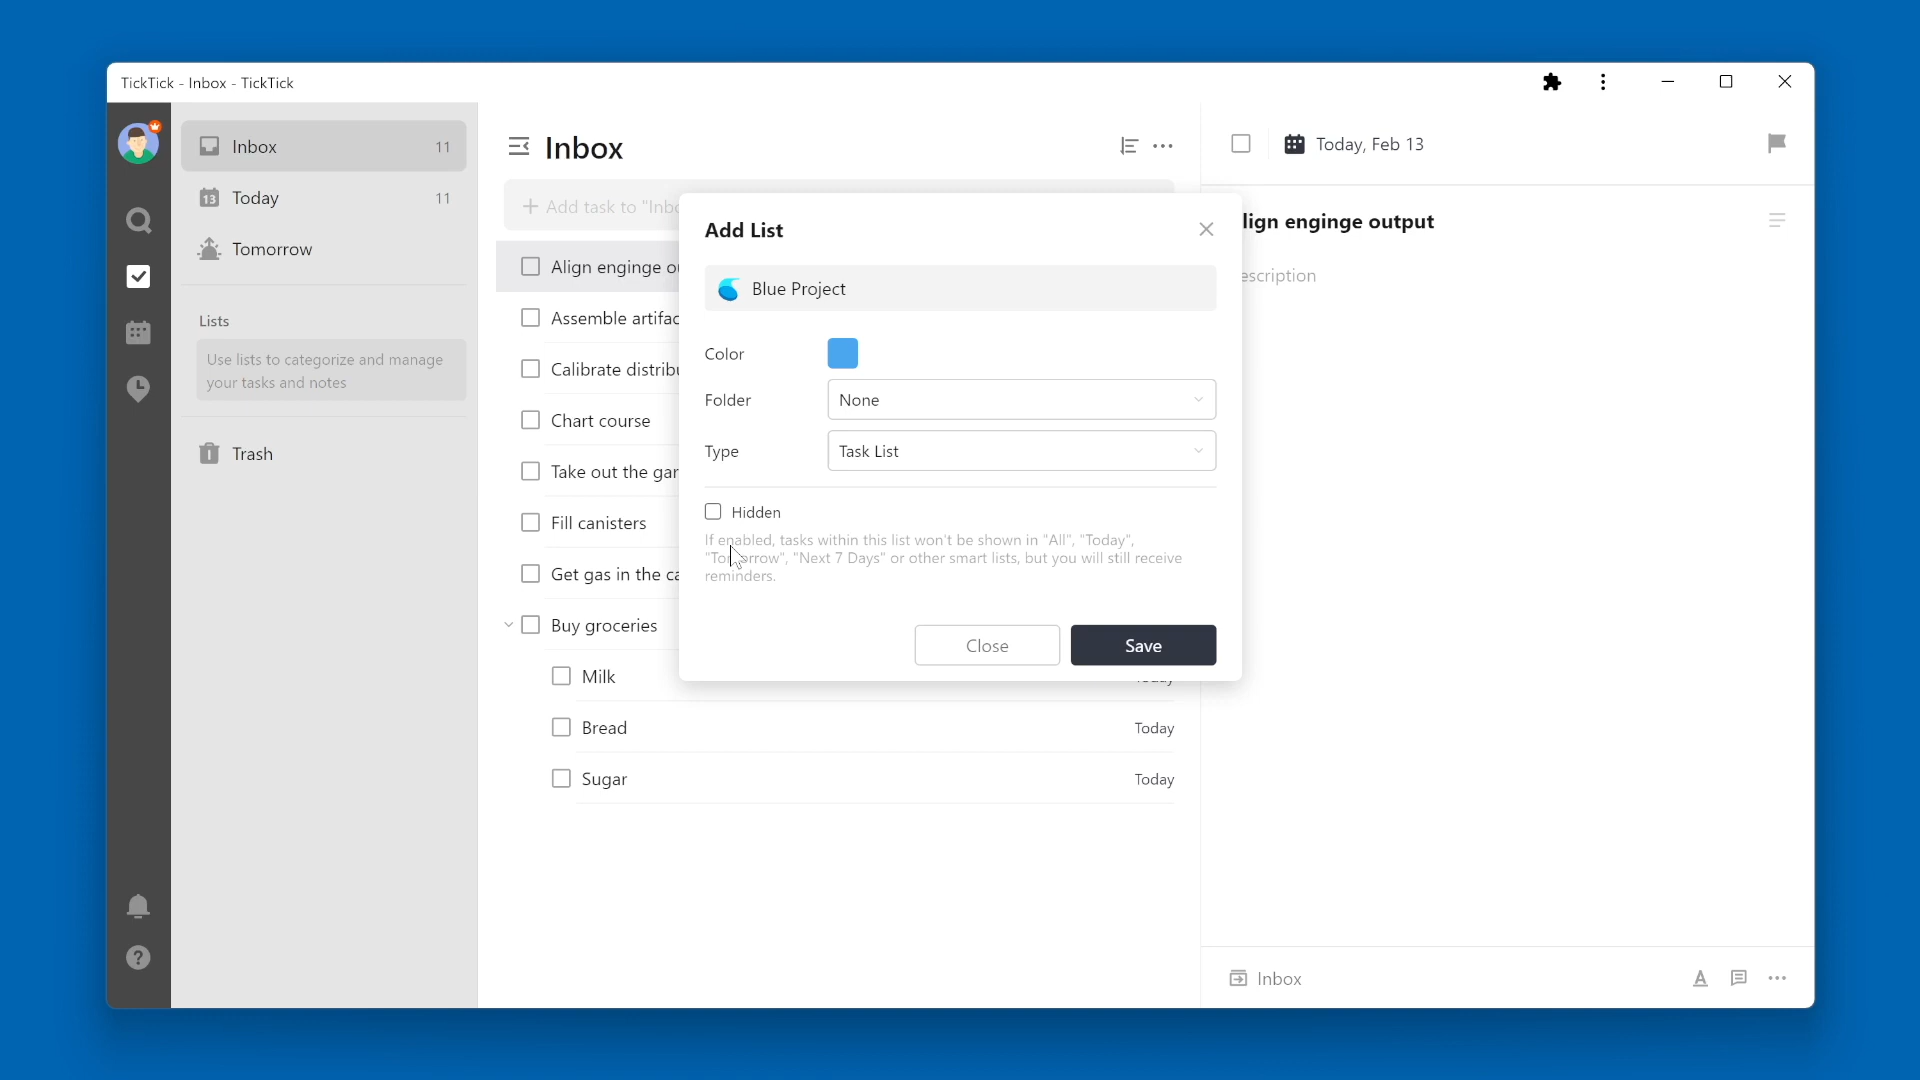 TickTick - Inbox - TickTick
Inbox 11
13 Today 11
Tomorrow
Lists
Use lists to categorize and manage
your tasks and notes
Trash
Inbox
+ Add task to "Inbo
Align enginge ou
Assemble artifac
Calibrate distribu
Chart course
Take out the gar
Fill canisters
Get gas in the ca
Buy groceries
Milk Today
Bread Today
Sugar Today
Add List
Blue Project
Color
Folder None
Type Task List
Hidden
If enabled, tasks within this list won't be shown in "All", "Today",
"Tomorrow", "Next 7 Days" or other smart lists, but you will still receive
reminders.
Close Save
Today, Feb 13
lign enginge output
escription
Inbox
A
?